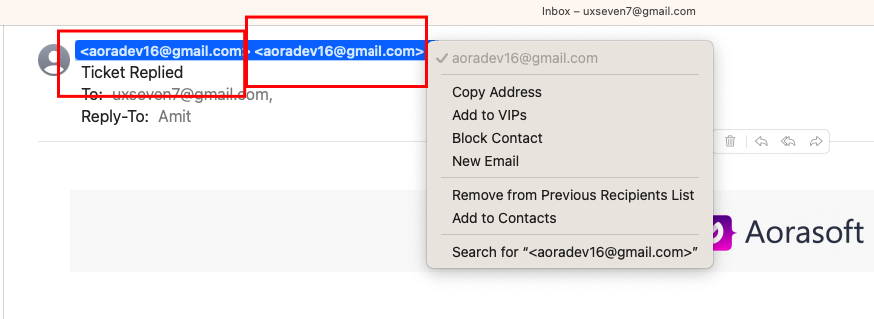 Inbox – uxseven7@gmail.com
<aoradev16@gmail.com> <aoradev16@gmail.com>
Ticket Replied
To: uxseven7@gmail.com,
Reply-To: Amit
aoradev16@gmail.com
Copy Address
Add to VIPs
Block Contact
New Email
Remove from Previous Recipients List
Add to Contacts
Search for “<aoradev16@gmail.com>”
Aorasoft